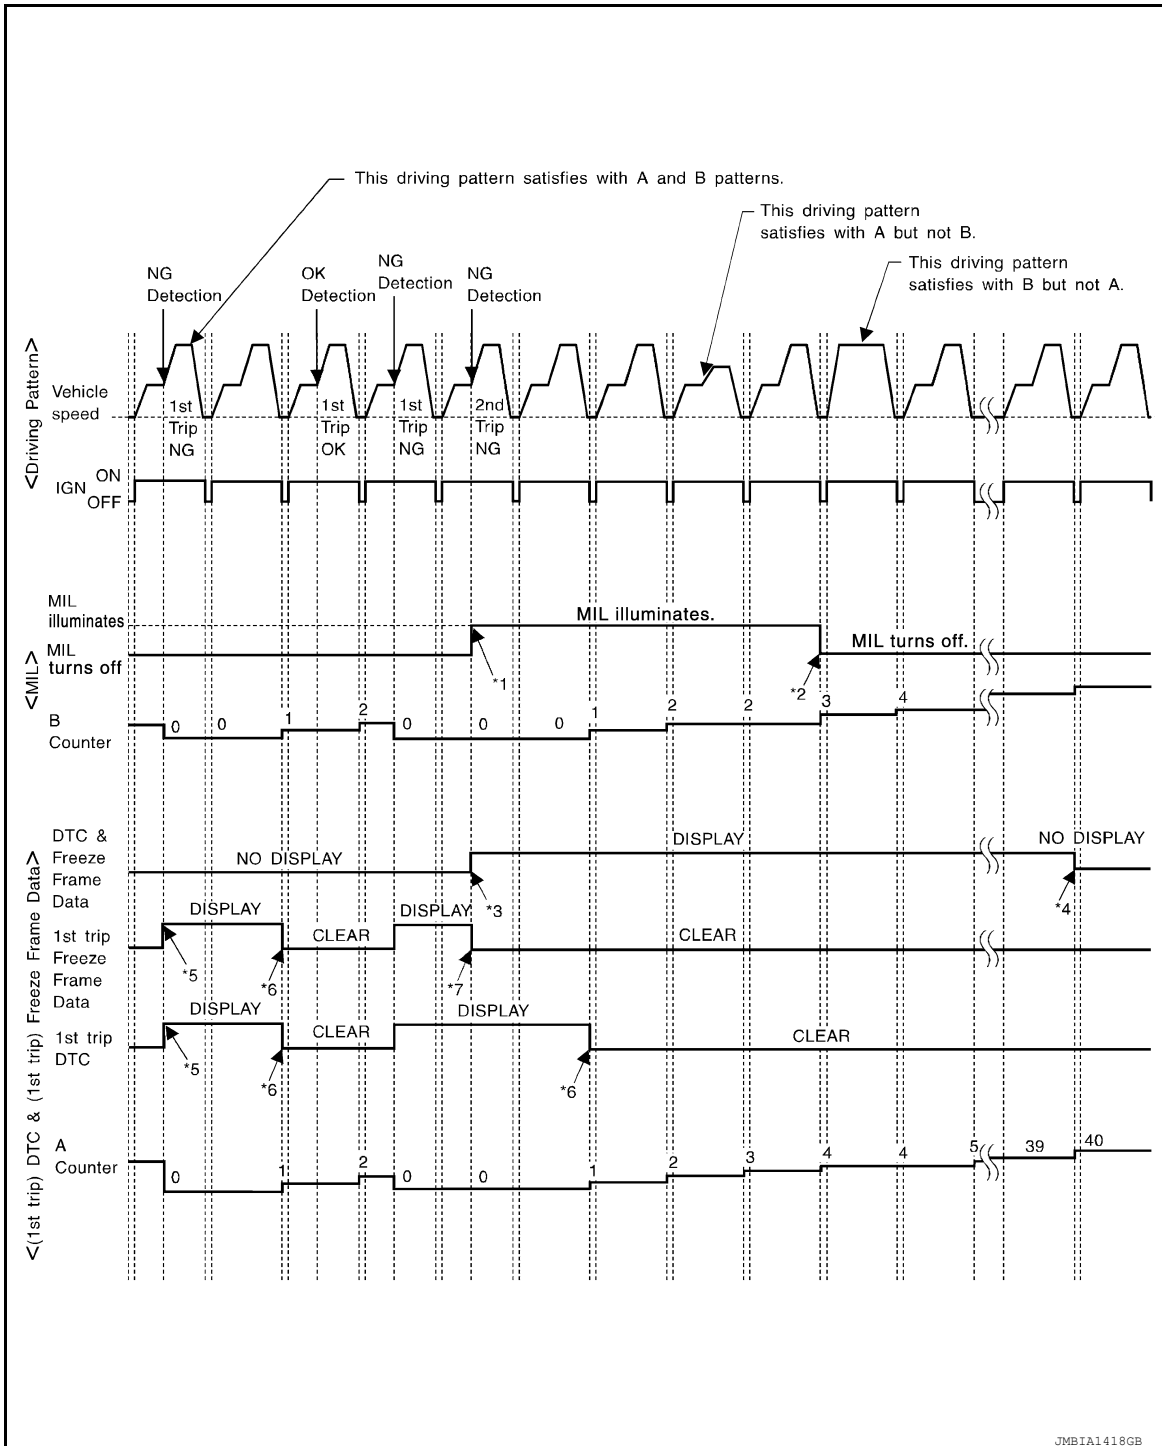 This driving pattern satisfies with A and B patterns.
This driving pattern
satisfies with A but not B.
This driving pattern
satisfies with B but not A.
NG
Detection
OK
Detection
NG
Detection
NG
Detection
<Driving Pattern>
Vehicle
speed
1st
Trip
NG
1st
Trip
OK
1st
Trip
NG
2nd
Trip
NG
IGN ON
OFF
<MIL>
MIL
illuminates
MIL
turns off
MIL illuminates.
MIL turns off.
*1
*2
B
Counter
0 0 1 2 0 0 0 1 2 2 3 4
<(1st trip) DTC & (1st trip) Freeze Frame Data>
DTC &
Freeze
Frame
Data
NO DISPLAY
DISPLAY
NO DISPLAY
*3
*4
1st trip
Freeze
Frame
Data
DISPLAY
CLEAR
DISPLAY
CLEAR
*5
*6
*7
1st trip
DTC
DISPLAY
CLEAR
DISPLAY
CLEAR
*5
*6
*6
A
Counter
0 1 2 0 0 1 2 3 4 4 5 39 40
JMBIA1418GB